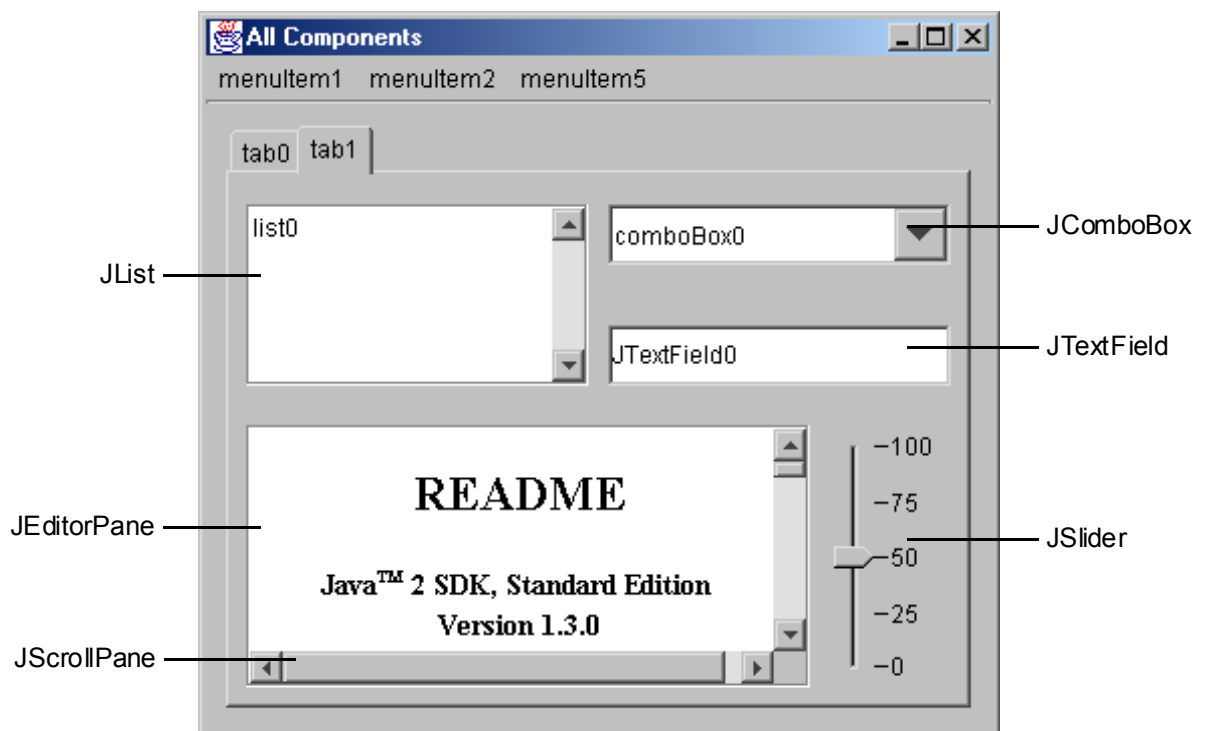 All Components
menuItem1 menuItem2 menuItem5
tab0 tab1
list0
comboBox0
JComboBox
JList
JTextField0
JTextField
README
Java™ 2 SDK, Standard Edition
Version 1.3.0
JEditorPane
JScrollPane
100
75
50
25
0
JSlider